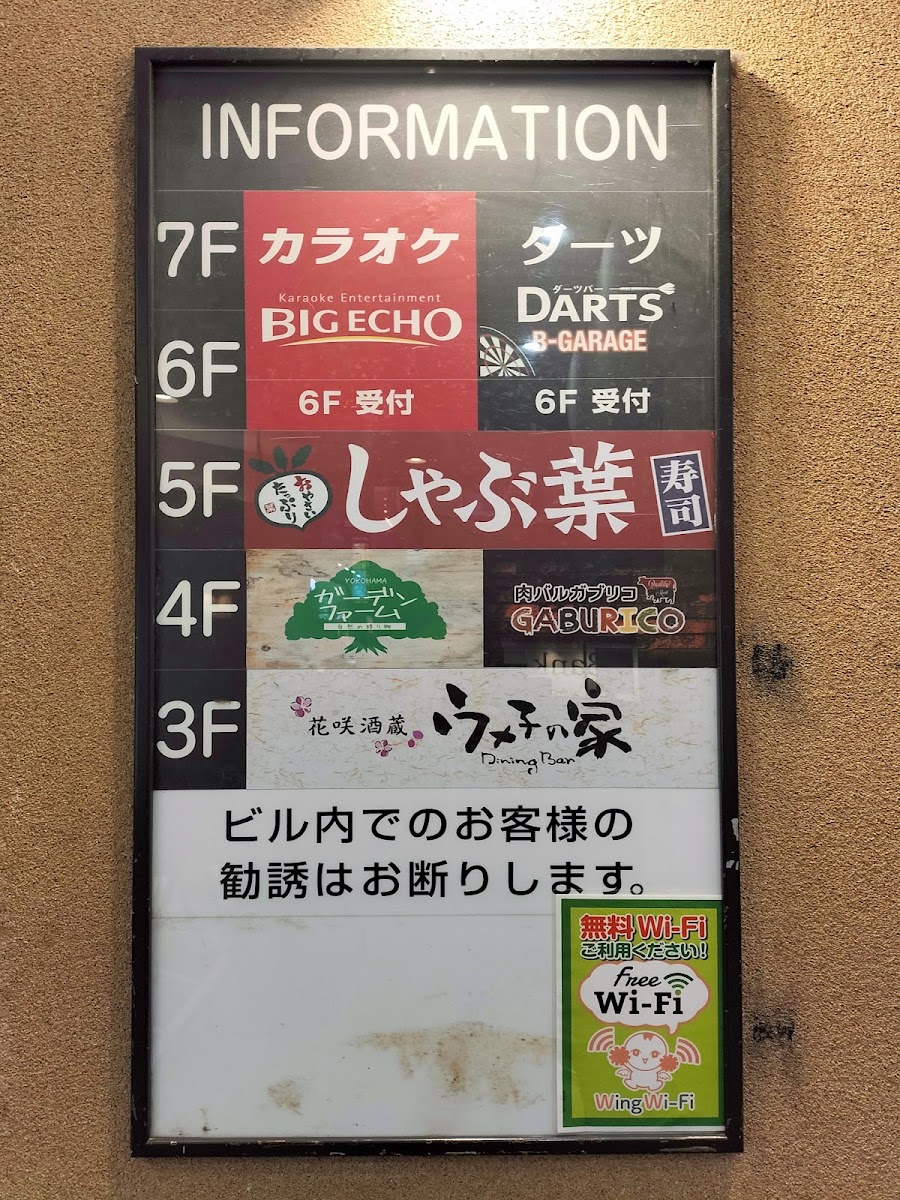 INFORMATION
7F
カラオケ
Karaoke Entertainment
BIG ECHO
ダーツ
ダーツバー
DARTS
B-GARAGE
6F
6F 受付
6F 受付
5F
おやさい
たっぷり
しゃぶ葉
寿司
4F
YOKOHAMA
ガーデン
ファーム
肉バルガブリコ
GABURICO
3F
花咲酒蔵
ウメ子の家
Dining Bar
ビル内でのお客様の
勧誘はお断りします。
無料 Wi-Fi
ご利用ください！
Free
Wi-Fi
Wing Wi-Fi